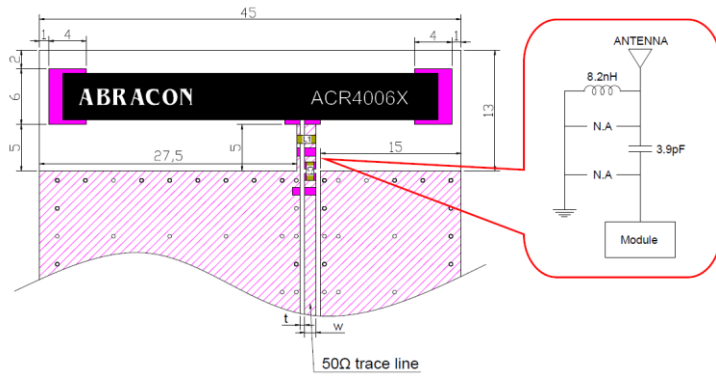 45
1 4
4 1
2
6
5
ABRACON
ACR4006X
13
27,5
5
15
t
w
50Ω trace line
ANTENNA
8.2nH
N.A
3.9pF
N.A
Module